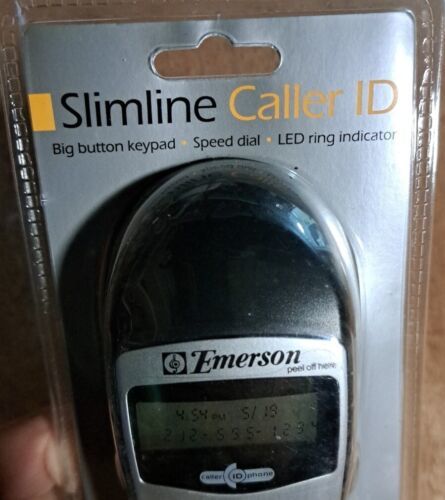 Slimline Caller ID
Big button keypad • Speed dial • LED ring indicator
Emerson
peel off here
4:54 PM 5/19
212-555-1234
caller ID phone